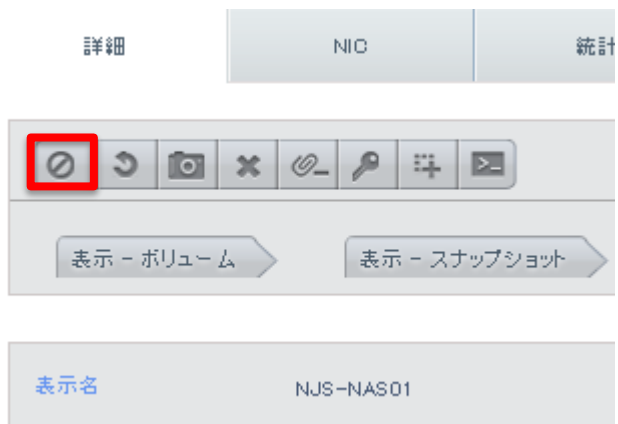 詳細 NIC 統計
表示 - ボリューム 表示 - スナップショット
表示名 NJS-NAS01